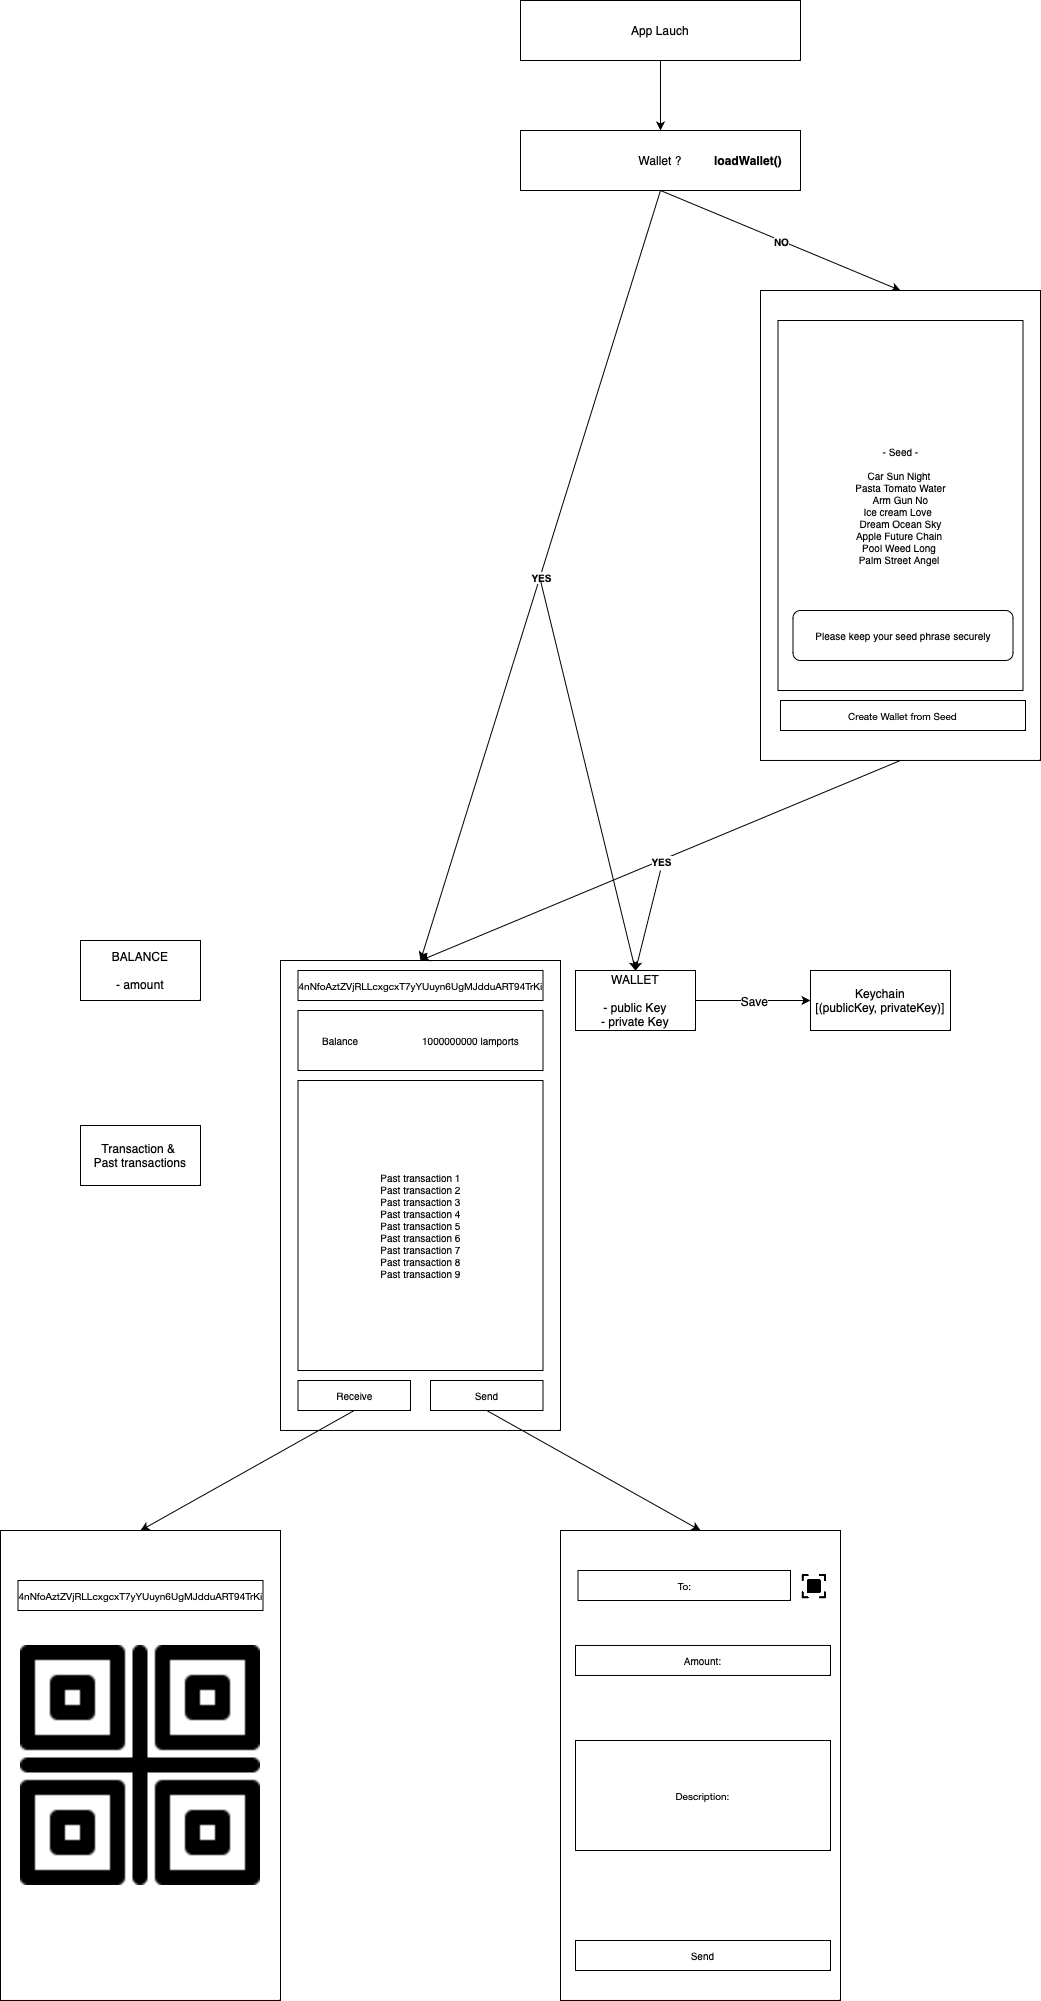 App Lauch
Wallet ? loadWallet()
NO
- Seed -
Car Sun Night
Pasta Tomato Water
Arm Gun No
Ice cream Love
Dream Ocean Sky
Apple Future Chain
Pool Weed Long
Palm Street Angel
Please keep your seed phrase securely
Create Wallet from Seed
YES
YES
BALANCE
- amount
4nNfoAztZVjRLLcxgcxT7yYUuyn6UgMJdduART94TrKi
WALLET
- public Key
- private Key
Save
Keychain
[(publicKey, privateKey)]
Balance 1000000000 lamports
Transaction &
Past transactions
Past transaction 1
Past transaction 2
Past transaction 3
Past transaction 4
Past transaction 5
Past transaction 6
Past transaction 7
Past transaction 8
Past transaction 9
Receive
Send
4nNfoAztZVjRLLcxgcxT7yYUuyn6UgMJdduART94TrKi
To:
Amount:
Description:
Send